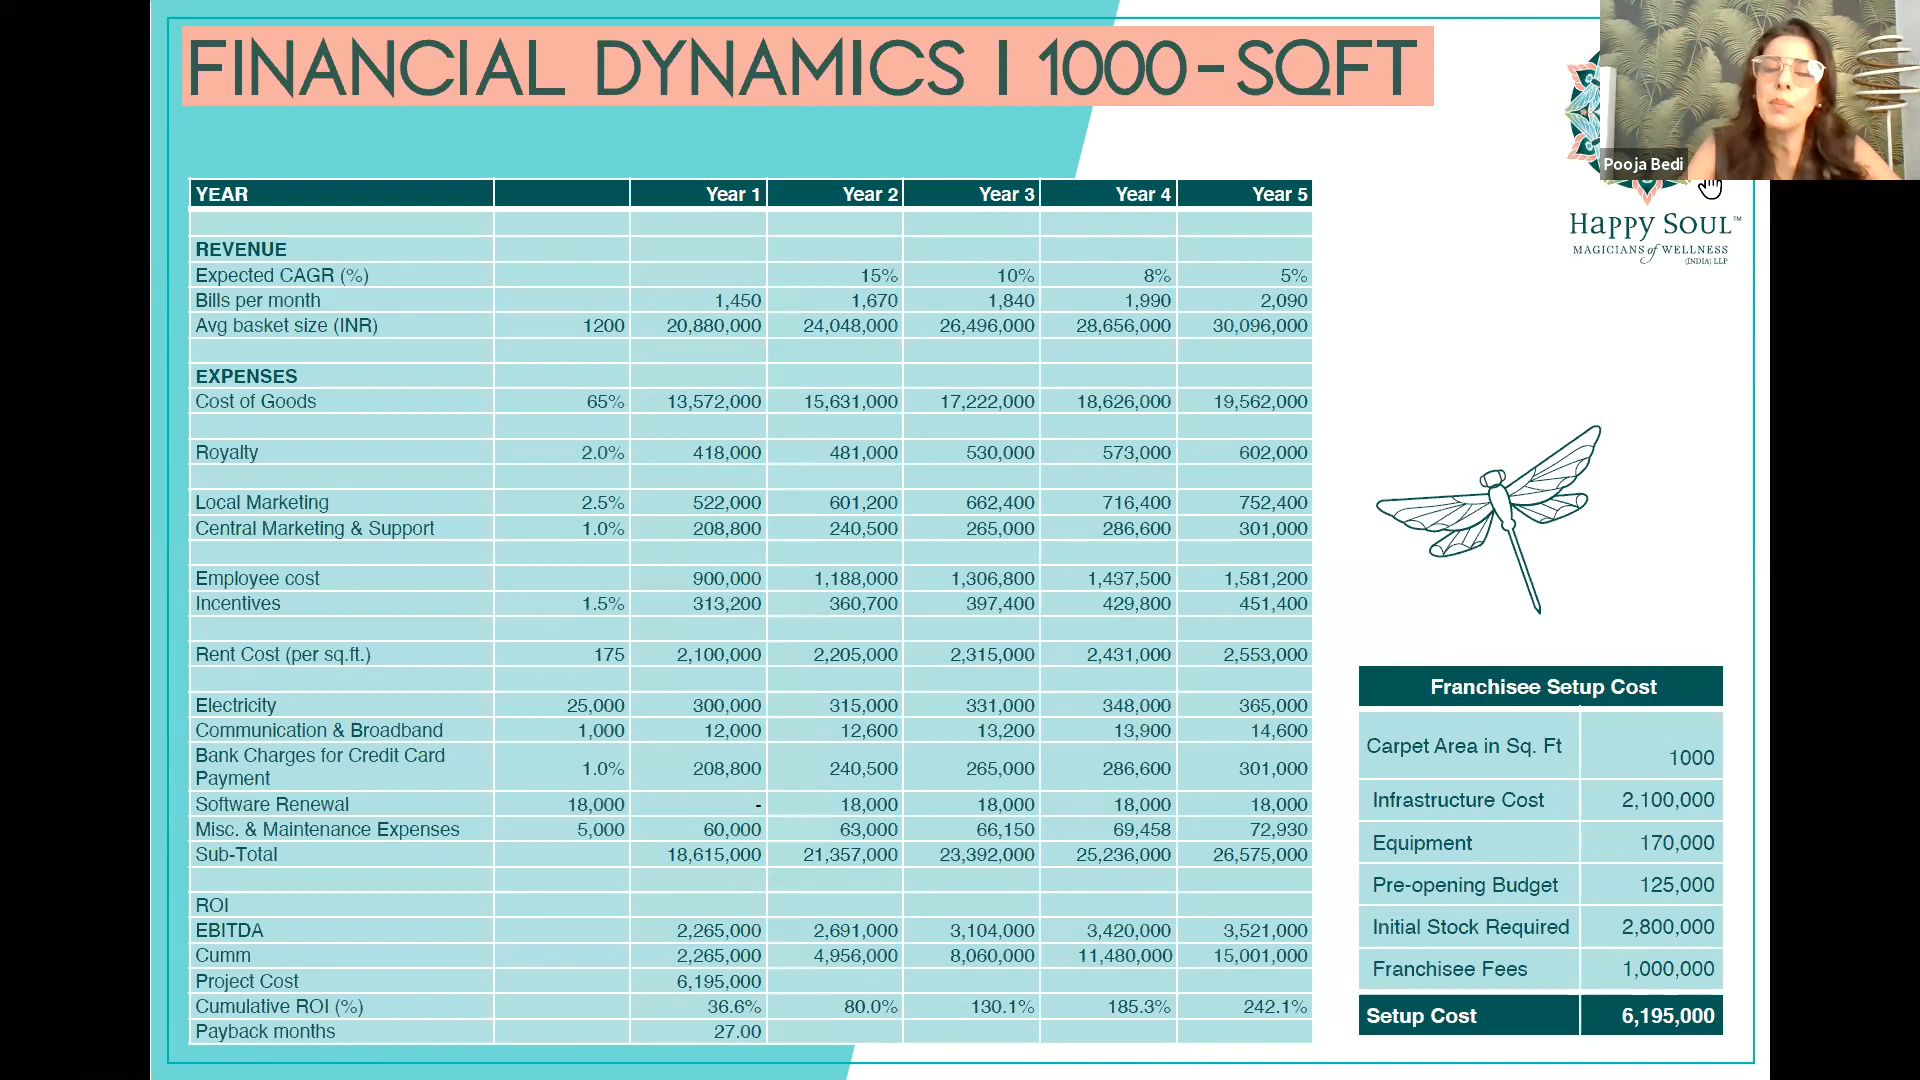 FINANCIAL DYNAMICS | 1000-SQFT
Pooja Bedi
HAPPY SOUL™
MAGICIANS of WELLNESS
(INDIA) LLP
YEAR Year 1 Year 2 Year 3 Year 4 Year 5
REVENUE
Expected CAGR (%) 15% 10% 8% 5%
Bills per month 1,450 1,670 1,840 1,990 2,090
Avg basket size (INR) 1200 20,880,000 24,048,000 26,496,000 28,656,000 30,096,000
EXPENSES
Cost of Goods 65% 13,572,000 15,631,000 17,222,000 18,626,000 19,562,000
Royalty 2.0% 418,000 481,000 530,000 573,000 602,000
Local Marketing 2.5% 522,000 601,200 662,400 716,400 752,400
Central Marketing & Support 1.0% 208,800 240,500 265,000 286,600 301,000
Employee cost 900,000 1,188,000 1,306,800 1,437,500 1,581,200
Incentives 1.5% 313,200 360,700 397,400 429,800 451,400
Rent Cost (per sq.ft.) 175 2,100,000 2,205,000 2,315,000 2,431,000 2,553,000
Electricity 25,000 300,000 315,000 331,000 348,000 365,000
Communication & Broadband 1,000 12,000 12,600 13,200 13,900 14,600
Bank Charges for Credit Card
Payment 1.0% 208,800 240,500 265,000 286,600 301,000
Software Renewal 18,000 - 18,000 18,000 18,000 18,000
Misc. & Maintenance Expenses 5,000 60,000 63,000 66,150 69,458 72,930
Sub-Total 18,615,000 21,357,000 23,392,000 25,236,000 26,575,000
ROI
EBITDA 2,265,000 2,691,000 3,104,000 3,420,000 3,521,000
Cumm 2,265,000 4,956,000 8,060,000 11,480,000 15,001,000
Project Cost 6,195,000
Cumulative ROI (%) 36.6% 80.0% 130.1% 185.3% 242.1%
Payback months 27.00
Franchisee Setup Cost
Carpet Area in Sq. Ft 1000
Infrastructure Cost 2,100,000
Equipment 170,000
Pre-opening Budget 125,000
Initial Stock Required 2,800,000
Franchisee Fees 1,000,000
Setup Cost 6,195,000